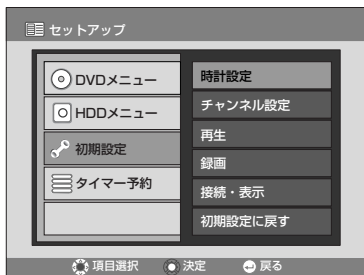 セットアップ
DVDメニュー
HDDメニュー
初期設定
タイマー予約
時計設定
チャンネル設定
再生
録画
接続・表示
初期設定に戻す
項目選択 決定 戻る